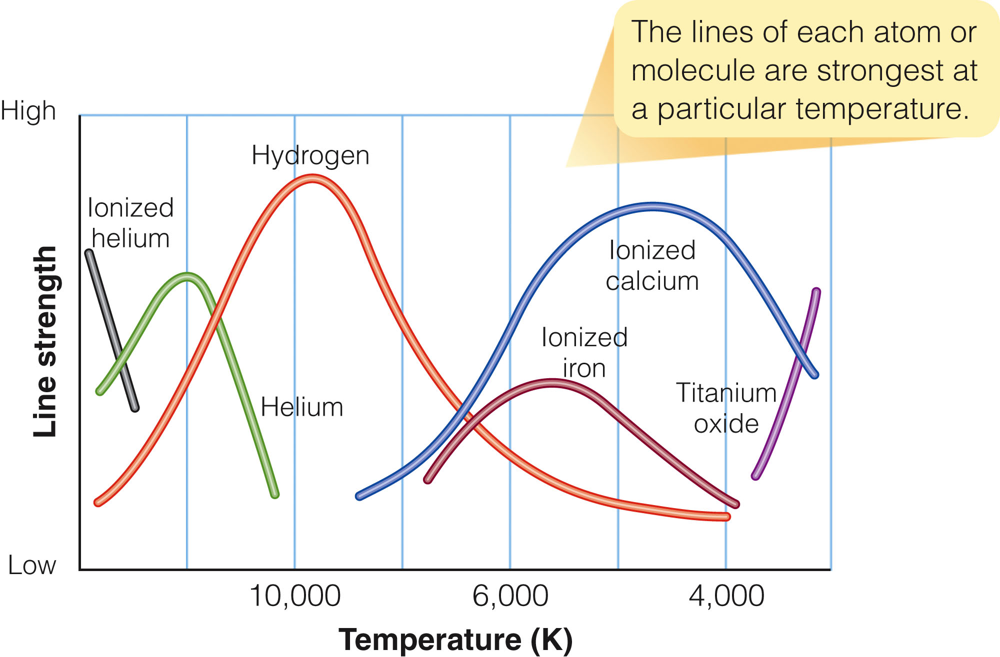 The lines of each atom or
molecule are strongest at
a particular temperature.
High
Hydrogen
Ionized
helium
Ionized
calcium
Ionized
iron
Titanium
oxide
Helium
Line strength
Low
10,000
6,000
4,000
Temperature (K)